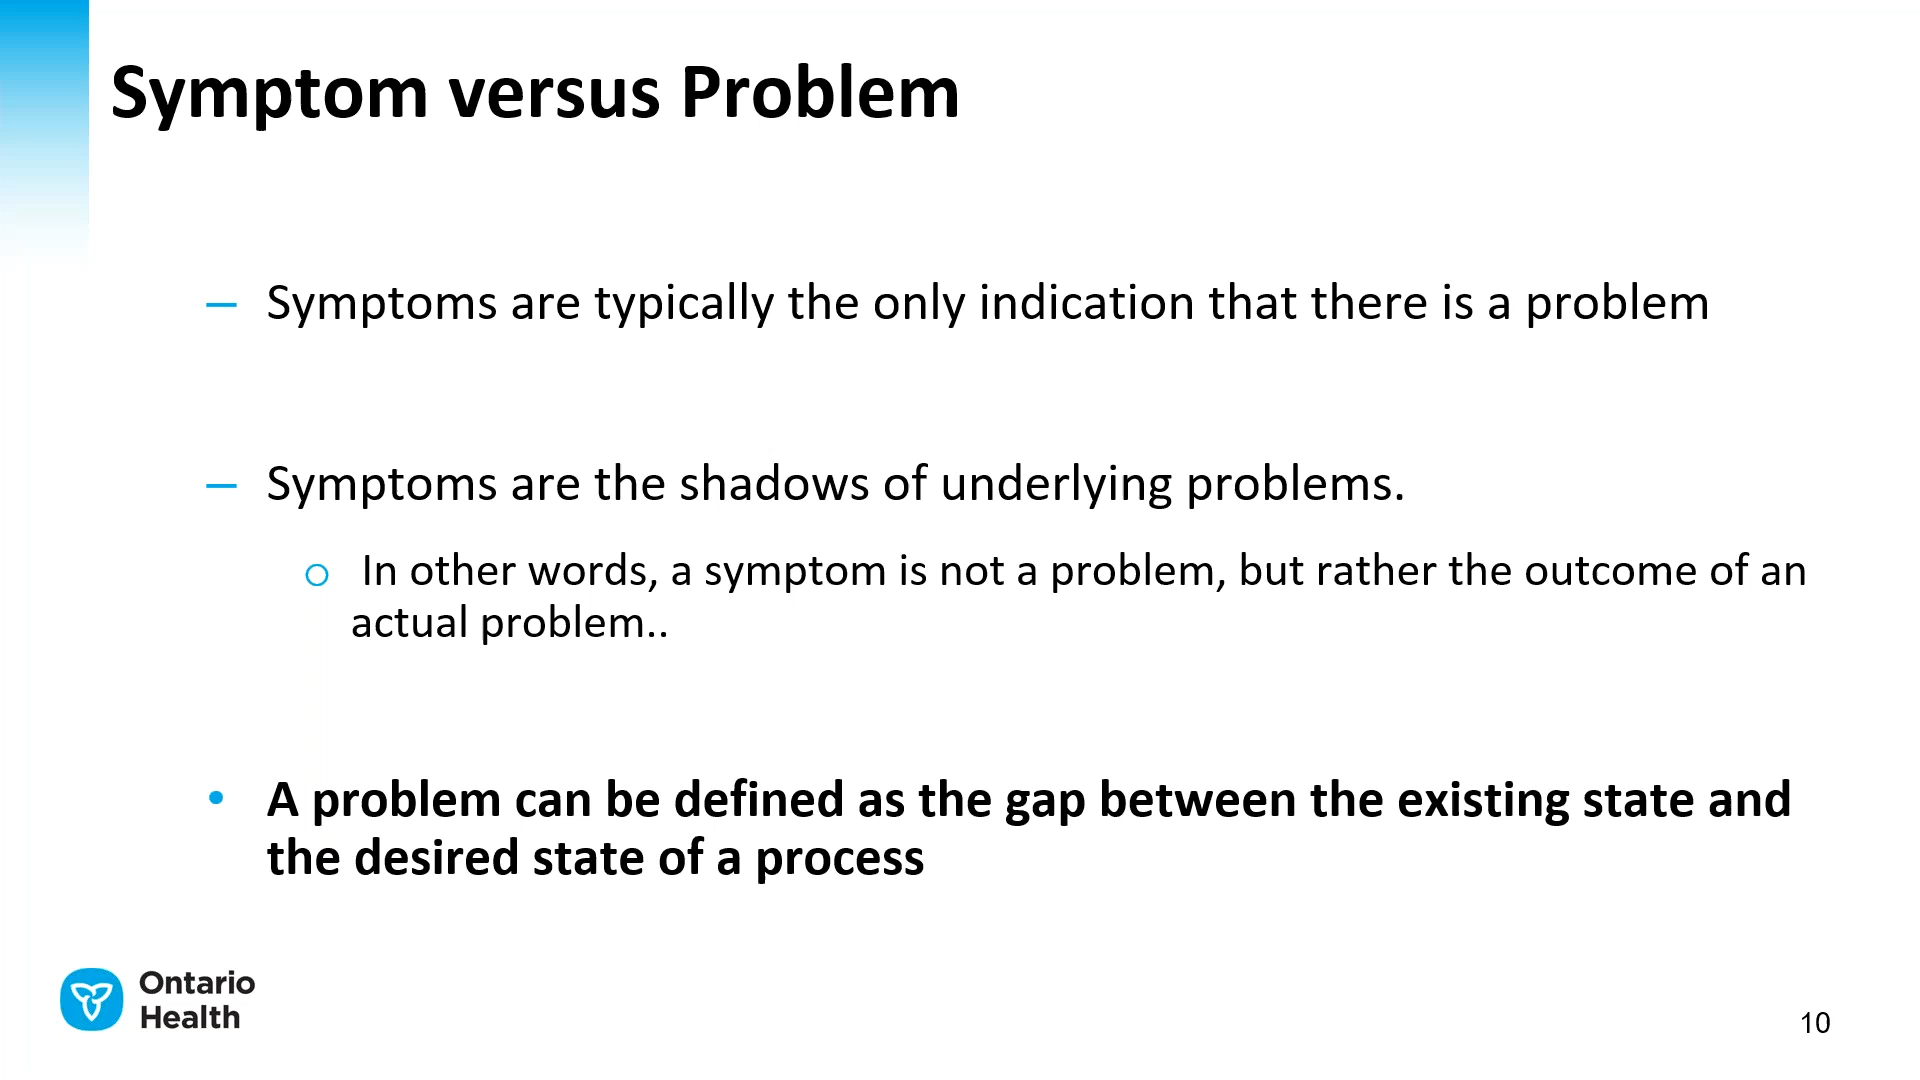 Symptom versus Problem
– Symptoms are typically the only indication that there is a problem
– Symptoms are the shadows of underlying problems.
o In other words, a symptom is not a problem, but rather the outcome of an
actual problem..
• A problem can be defined as the gap between the existing state and
the desired state of a process
Ontario
Health
10